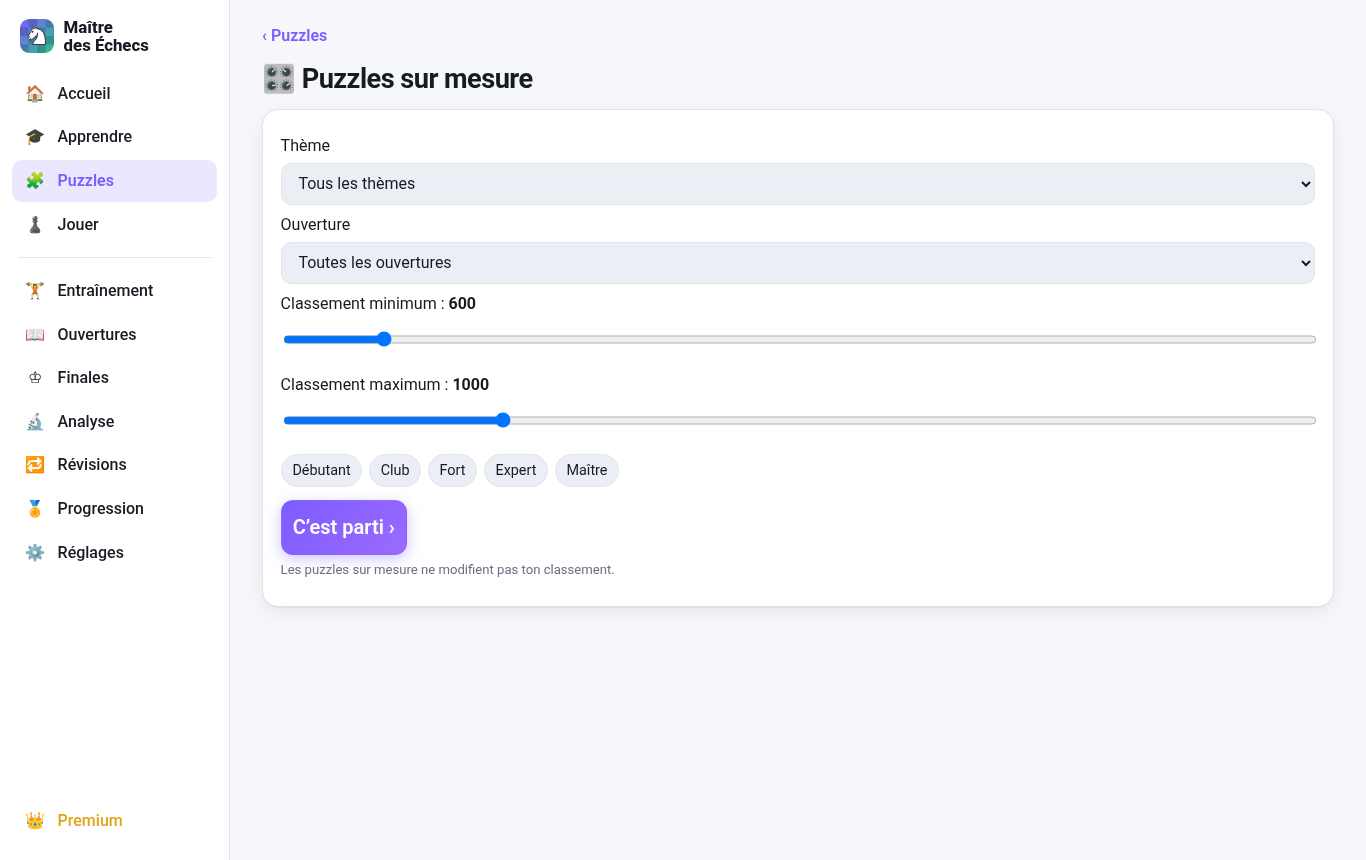 Maître
des Échecs
Accueil
Apprendre
Puzzles
Jouer
Entraînement
Ouvertures
Finales
Analyse
Révisions
Progression
Réglages
Premium
‹ Puzzles
Puzzles sur mesure
Thème
Tous les thèmes
Ouverture
Toutes les ouvertures
Classement minimum : 600
Classement maximum : 1000
Débutant Club Fort Expert Maître
C’est parti ›
Les puzzles sur mesure ne modifient pas ton classement.